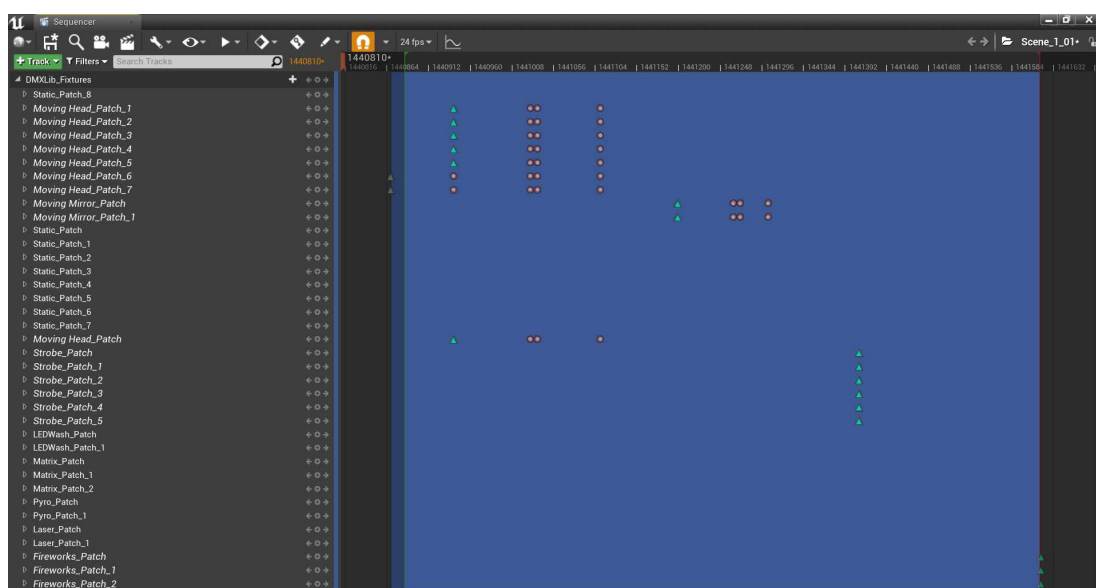 Sequencer
24 fps
Scene_1_01*
+ Track Filters Search Tracks 1440810*
1440810*
1440816 1440864 1440912 1440960 1441008 1441056 1441104 1441152 1441200 1441248 1441296 1441344 1441392 1441440 1441488 1441536 1441584 1441632
DMXLib_Fixtures
Static_Patch_8
Moving Head_Patch_1
Moving Head_Patch_2
Moving Head_Patch_3
Moving Head_Patch_4
Moving Head_Patch_5
Moving Head_Patch_6
Moving Head_Patch_7
Moving Mirror_Patch
Moving Mirror_Patch_1
Static_Patch
Static_Patch_1
Static_Patch_2
Static_Patch_3
Static_Patch_4
Static_Patch_5
Static_Patch_6
Static_Patch_7
Moving Head_Patch
Strobe_Patch
Strobe_Patch_1
Strobe_Patch_2
Strobe_Patch_3
Strobe_Patch_4
Strobe_Patch_5
LEDWash_Patch
LEDWash_Patch_1
Matrix_Patch
Matrix_Patch_1
Matrix_Patch_2
Pyro_Patch
Pyro_Patch_1
Laser_Patch
Laser_Patch_1
Fireworks_Patch
Fireworks_Patch_1
Fireworks_Patch_2